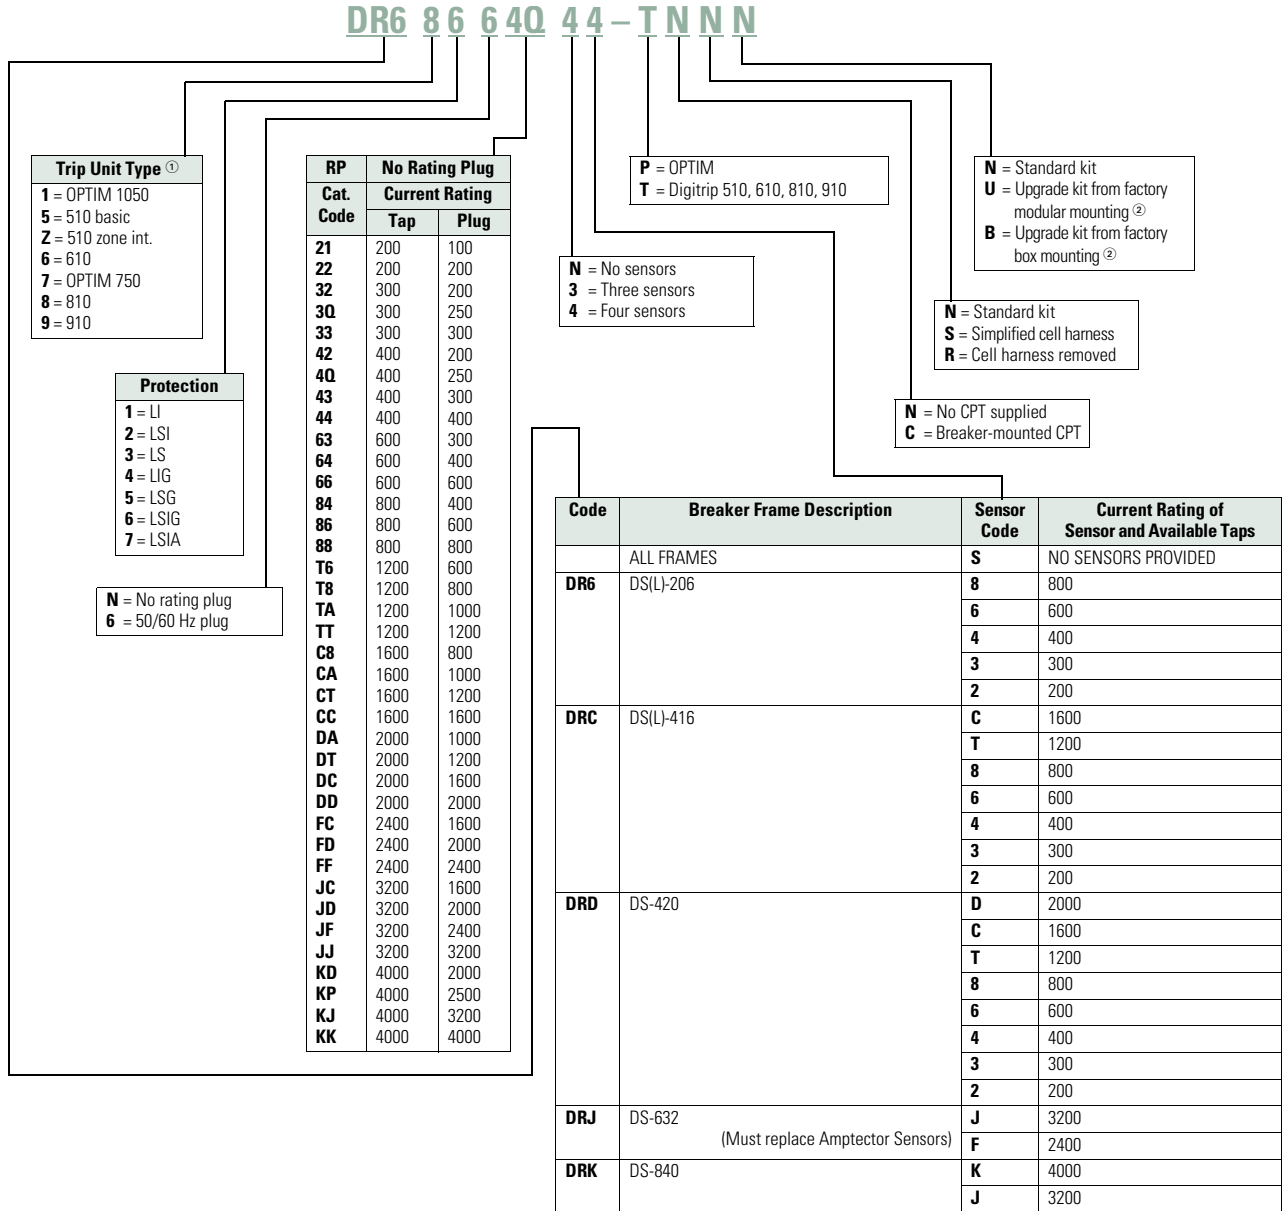 DR6 8 6 6 4Q 4 4 – T N N N
Trip Unit Type ①
1 = OPTIM 1050
5 = 510 basic
Z = 510 zone int.
6 = 610
7 = OPTIM 750
8 = 810
9 = 910
Protection
1 = LI
2 = LSI
3 = LS
4 = LIG
5 = LSG
6 = LSIG
7 = LSIA
N = No rating plug
6 = 50/60 Hz plug
RP No Rating Plug
Cat. Code Current Rating
Tap Plug
21 200 100
22 200 200
32 300 200
3Q 300 250
33 300 300
42 400 200
4Q 400 250
43 400 300
44 400 400
63 600 300
64 600 400
66 600 600
84 800 400
86 800 600
88 800 800
T6 1200 600
T8 1200 800
TA 1200 1000
TT 1200 1200
C8 1600 800
CA 1600 1000
CT 1600 1200
CC 1600 1600
DA 2000 1000
DT 2000 1200
DC 2000 1600
DD 2000 2000
FC 2400 1600
FD 2400 2000
FF 2400 2400
JC 3200 1600
JD 3200 2000
JF 3200 2400
JJ 3200 3200
KD 4000 2000
KP 4000 2500
KJ 4000 3200
KK 4000 4000
N = No sensors
3 = Three sensors
4 = Four sensors
P = OPTIM
T = Digitrip 510, 610, 810, 910
N = Standard kit
U = Upgrade kit from factory
modular mounting ②
B = Upgrade kit from factory
box mounting ②
N = Standard kit
S = Simplified cell harness
R = Cell harness removed
N = No CPT supplied
C = Breaker-mounted CPT
Code Breaker Frame Description Sensor Current Rating of
Code Sensor and Available Taps
ALL FRAMES S NO SENSORS PROVIDED
DR6 DS(L)-206 8 800
6 600
4 400
3 300
2 200
DRC DS(L)-416 C 1600
T 1200
8 800
6 600
4 400
3 300
2 200
DRD DS-420 D 2000
C 1600
T 1200
8 800
6 600
4 400
3 300
2 200
DRJ DS-632 J 3200
(Must replace Amptector Sensors) F 2400
DRK DS-840 K 4000
J 3200